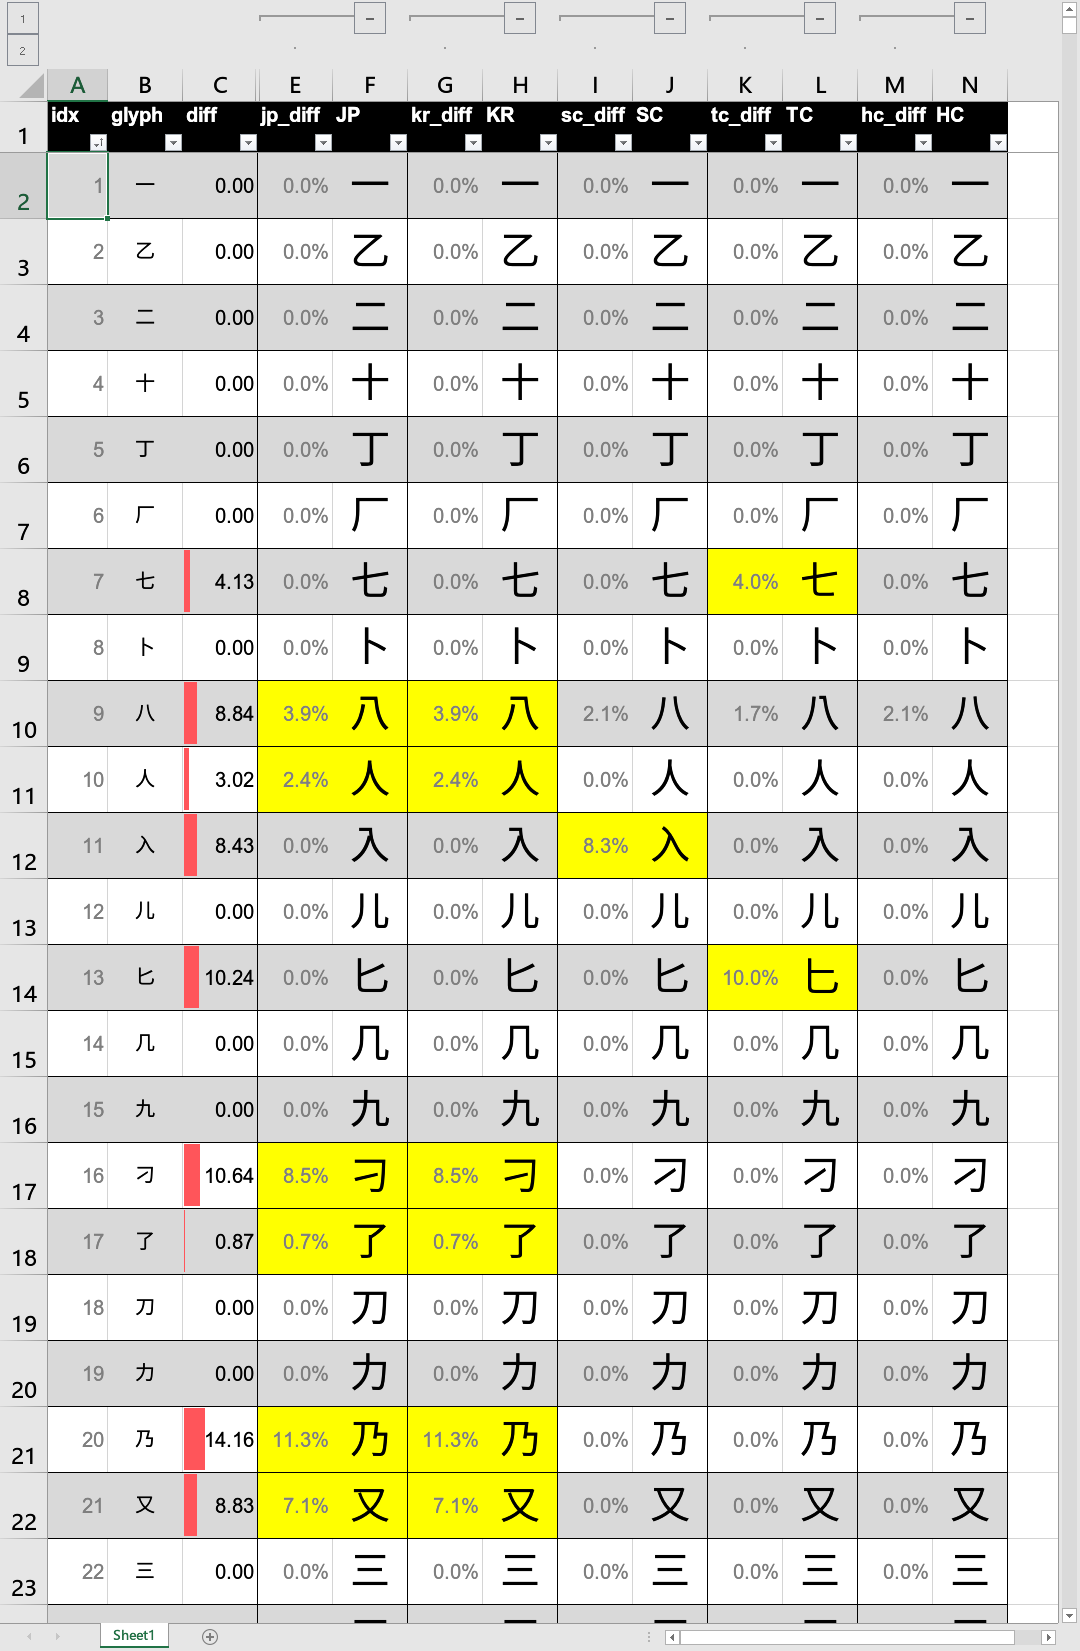 1
2
A B C E F G H I J K L M N
1 idx glyph diff jp_diff JP kr_diff KR sc_diff SC tc_diff TC hc_diff HC
2 1 一 0.00 0.0% 一 0.0% 一 0.0% 一 0.0% 一 0.0% 一
3 2 乙 0.00 0.0% 乙 0.0% 乙 0.0% 乙 0.0% 乙 0.0% 乙
4 3 二 0.00 0.0% 二 0.0% 二 0.0% 二 0.0% 二 0.0% 二
5 4 十 0.00 0.0% 十 0.0% 十 0.0% 十 0.0% 十 0.0% 十
6 5 丁 0.00 0.0% 丁 0.0% 丁 0.0% 丁 0.0% 丁 0.0% 丁
7 6 厂 0.00 0.0% 厂 0.0% 厂 0.0% 厂 0.0% 厂 0.0% 厂
8 7 七 4.13 0.0% 七 0.0% 七 0.0% 七 4.0% 七 0.0% 七
9 8 卜 0.00 0.0% 卜 0.0% 卜 0.0% 卜 0.0% 卜 0.0% 卜
10 9 八 8.84 3.9% 八 3.9% 八 2.1% 八 1.7% 八 2.1% 八
11 10 人 3.02 2.4% 人 2.4% 人 0.0% 人 0.0% 人 0.0% 人
12 11 入 8.43 0.0% 入 0.0% 入 8.3% 入 0.0% 入 0.0% 入
13 12 儿 0.00 0.0% 儿 0.0% 儿 0.0% 儿 0.0% 儿 0.0% 儿
14 13 匕 10.24 0.0% 匕 0.0% 匕 0.0% 匕 10.0% 匕 0.0% 匕
15 14 几 0.00 0.0% 几 0.0% 几 0.0% 几 0.0% 几 0.0% 几
16 15 九 0.00 0.0% 九 0.0% 九 0.0% 九 0.0% 九 0.0% 九
17 16 刁 10.64 8.5% 刁 8.5% 刁 0.0% 刁 0.0% 刁 0.0% 刁
18 17 了 0.87 0.7% 了 0.7% 了 0.0% 了 0.0% 了 0.0% 了
19 18 刀 0.00 0.0% 刀 0.0% 刀 0.0% 刀 0.0% 刀 0.0% 刀
20 19 力 0.00 0.0% 力 0.0% 力 0.0% 力 0.0% 力 0.0% 力
21 20 乃 14.16 11.3% 乃 11.3% 乃 0.0% 乃 0.0% 乃 0.0% 乃
22 21 又 8.83 7.1% 又 7.1% 又 0.0% 又 0.0% 又 0.0% 又
23 22 三 0.00 0.0% 三 0.0% 三 0.0% 三 0.0% 三 0.0% 三
Sheet1